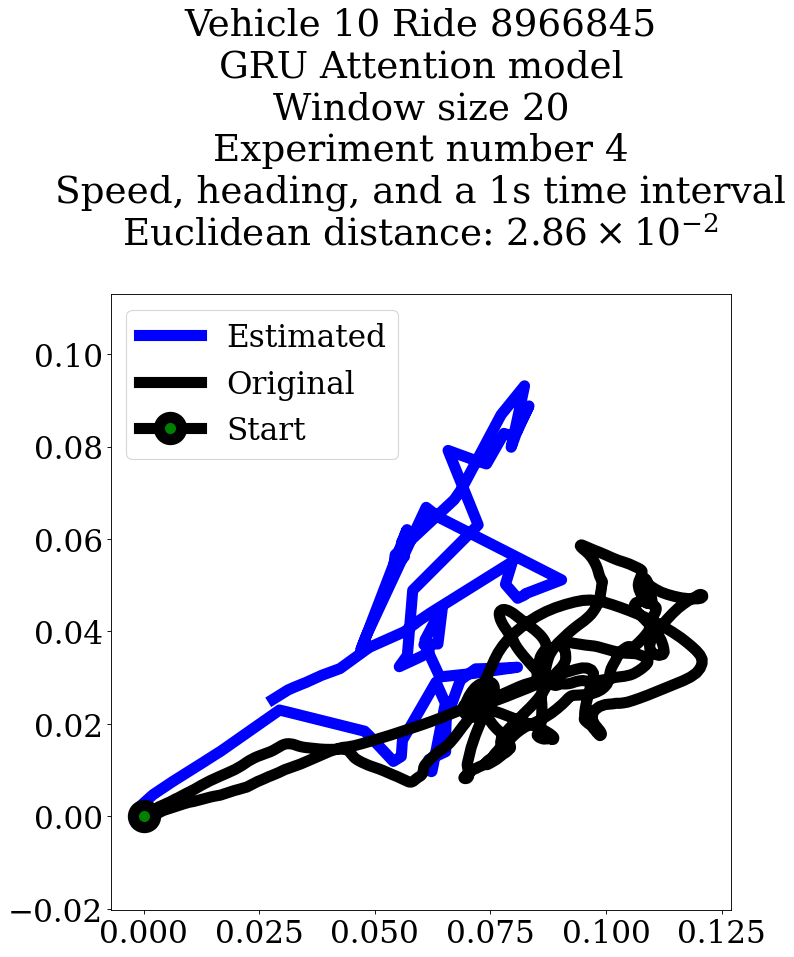 Vehicle 10 Ride 8966845
GRU Attention model
Window size 20
Experiment number 4
Speed, heading, and a 1s time interval
Euclidean distance: 2.86 × 10⁻²
Estimated
Original
Start
0.10
0.08
0.06
0.04
0.02
0.00
−0.02
0.000 0.025 0.050 0.075 0.100 0.125